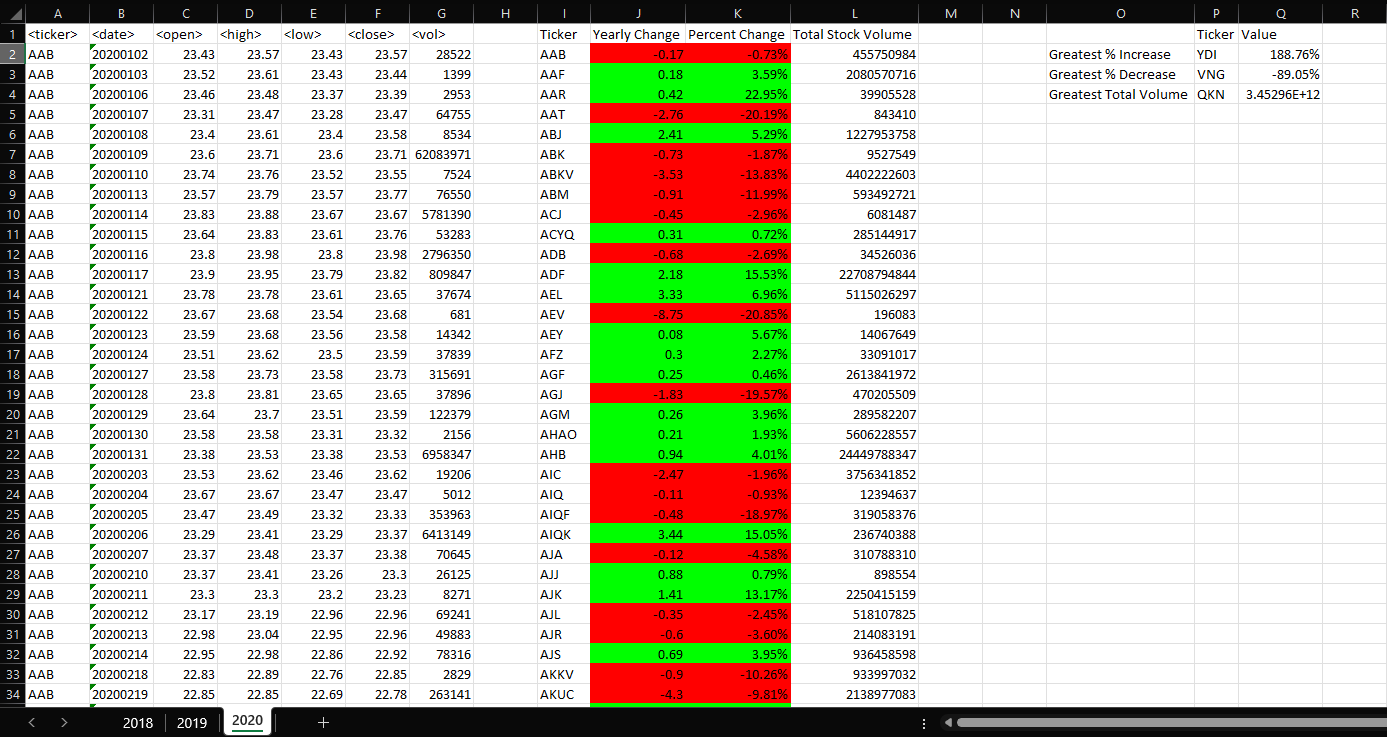 A B C D E F G H I J K L M N O P Q R
1 <ticker> <date> <open> <high> <low> <close> <vol> Ticker Yearly Change Percent Change Total Stock Volume Ticker Value
2 AAB 20200102 23.43 23.57 23.43 23.57 28522 AAB -0.17 -0.73% 455750984 Greatest % Increase YDI 188.76%
3 AAB 20200103 23.52 23.61 23.43 23.44 1399 AAF 0.18 3.59% 2080570716 Greatest % Decrease VNG -89.05%
4 AAB 20200106 23.46 23.48 23.37 23.39 2953 AAR 0.42 22.95% 39905528 Greatest Total Volume QKN 3.45296E+12
5 AAB 20200107 23.31 23.47 23.28 23.47 64755 AAT -2.76 -20.19% 843410
6 AAB 20200108 23.4 23.61 23.4 23.58 8534 ABJ 2.41 5.29% 1227953758
7 AAB 20200109 23.6 23.71 23.6 23.71 62083971 ABK -0.73 -1.87% 9527549
8 AAB 20200110 23.74 23.76 23.52 23.55 7524 ABKV -3.53 -13.83% 4402222603
9 AAB 20200113 23.57 23.79 23.57 23.77 76550 ABM -0.91 -11.99% 593492721
10 AAB 20200114 23.83 23.88 23.67 23.67 5781390 ACJ -0.45 -2.96% 6081487
11 AAB 20200115 23.64 23.83 23.61 23.76 53283 ACYQ 0.31 0.72% 285144917
12 AAB 20200116 23.8 23.98 23.8 23.98 2796350 ADB -0.68 -2.69% 34526036
13 AAB 20200117 23.9 23.95 23.79 23.82 809847 ADF 2.18 15.53% 22708794844
14 AAB 20200121 23.78 23.78 23.61 23.65 37674 AEL 3.33 6.96% 5115026297
15 AAB 20200122 23.67 23.68 23.54 23.68 681 AEV -8.75 -20.85% 196083
16 AAB 20200123 23.59 23.68 23.56 23.58 14342 AEY 0.08 5.67% 14067649
17 AAB 20200124 23.51 23.62 23.5 23.59 37839 AFZ 0.3 2.27% 33091017
18 AAB 20200127 23.58 23.73 23.58 23.73 315691 AGF 0.25 0.46% 2613841972
19 AAB 20200128 23.8 23.81 23.65 23.65 37896 AGJ -1.83 -19.57% 470205509
20 AAB 20200129 23.64 23.7 23.51 23.59 122379 AGM 0.26 3.96% 289582207
21 AAB 20200130 23.58 23.58 23.31 23.32 2156 AHAO 0.21 1.93% 5606228557
22 AAB 20200131 23.38 23.53 23.38 23.53 6958347 AHB 0.94 4.01% 24449788347
23 AAB 20200203 23.53 23.62 23.46 23.62 19206 AIC -2.47 -1.96% 3756341852
24 AAB 20200204 23.67 23.67 23.47 23.47 5012 AIQ -0.11 -0.93% 12394637
25 AAB 20200205 23.47 23.49 23.32 23.33 353963 AIQF -0.48 -18.97% 319058376
26 AAB 20200206 23.29 23.41 23.29 23.37 6413149 AIQK 3.44 15.05% 236740388
27 AAB 20200207 23.37 23.48 23.37 23.38 70645 AJA -0.12 -4.58% 310788310
28 AAB 20200210 23.37 23.41 23.26 23.3 26125 AJJ 0.88 0.79% 898554
29 AAB 20200211 23.3 23.3 23.2 23.23 8271 AJK 1.41 13.17% 2250415159
30 AAB 20200212 23.17 23.19 22.96 22.96 69241 AJL -0.35 -2.45% 518107825
31 AAB 20200213 22.98 23.04 22.95 22.96 49883 AJR -0.6 -3.60% 214083191
32 AAB 20200214 22.95 22.98 22.86 22.92 78316 AJS 0.69 3.95% 936458598
33 AAB 20200218 22.83 22.89 22.76 22.85 2829 AKKV -0.9 -10.26% 933997032
34 AAB 20200219 22.85 22.85 22.69 22.78 263141 AKUC -4.3 -9.81% 2138977083
2018 2019 2020